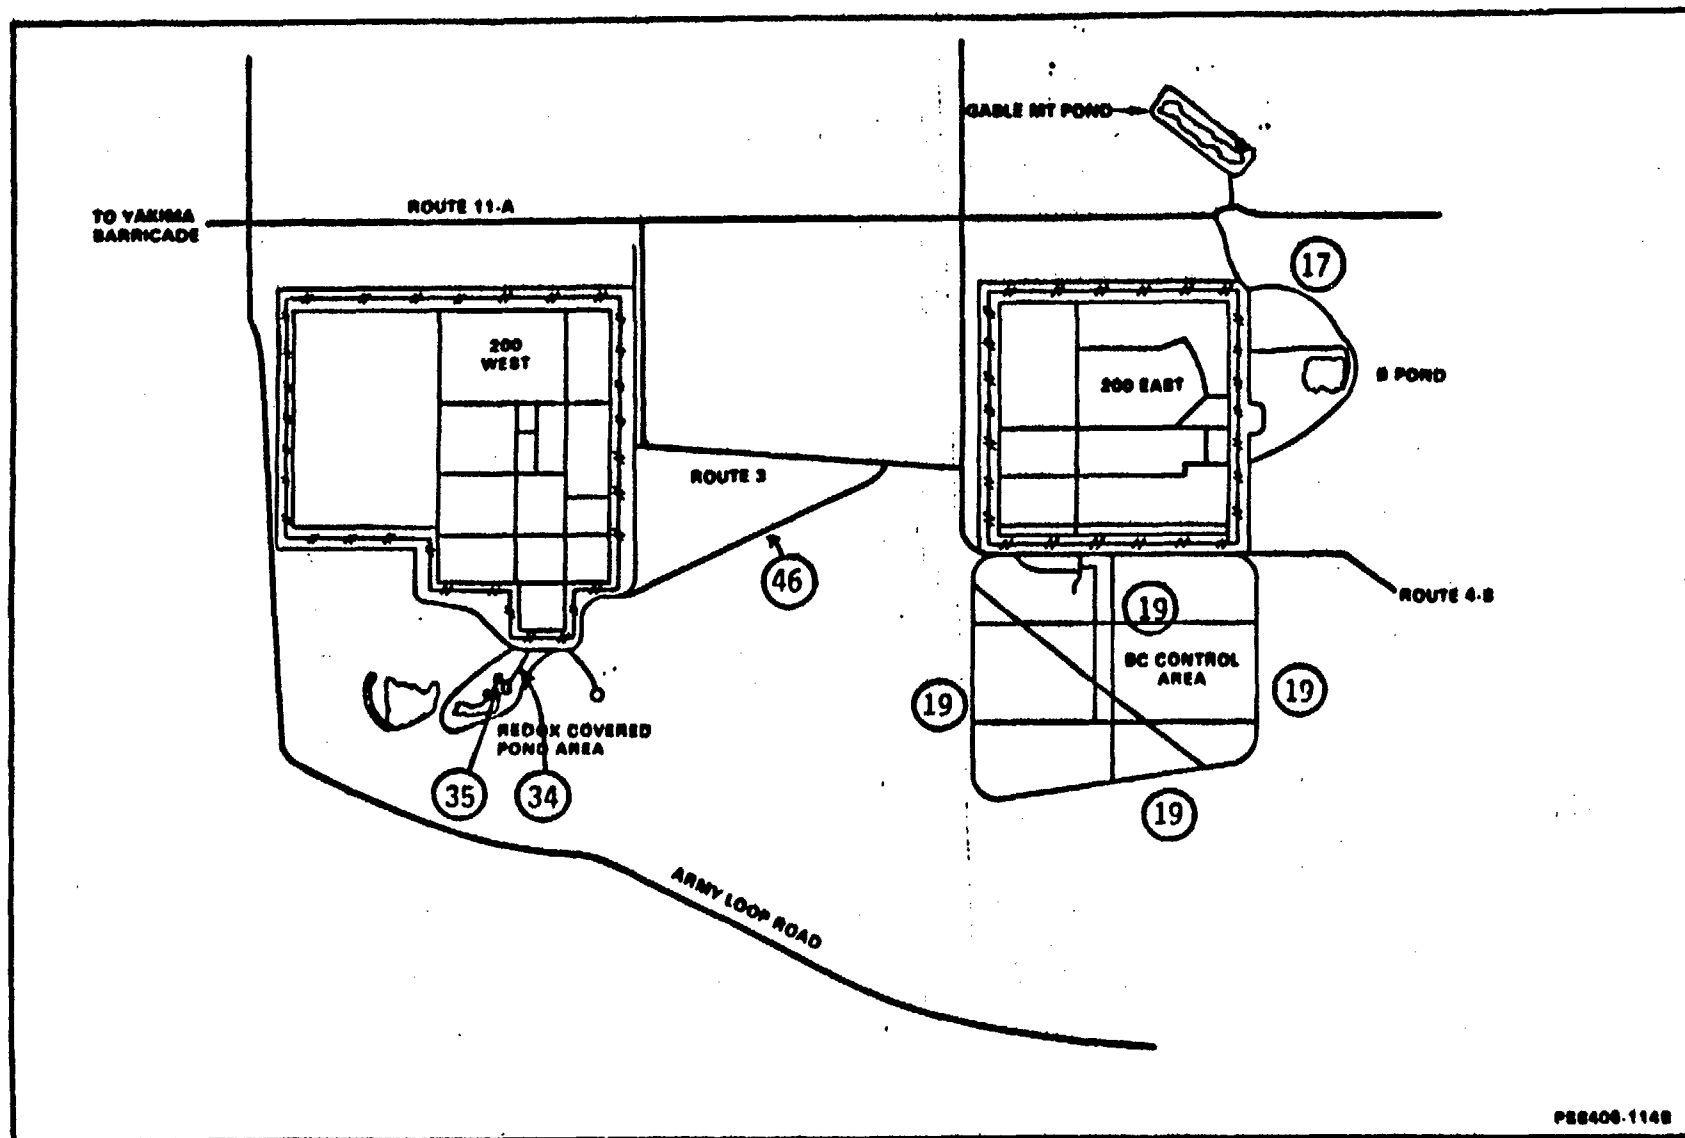 GABLE MT POND
ROUTE 11-A
TO YAKIMA
BARRICADE
17
200
WEST
200 EAST
B POND
ROUTE 3
46
ROUTE 4-B
19
BC CONTROL
AREA
19
19
REDOX COVERED
POND AREA
35
34
19
ARMY LOOP ROAD
PS8406-114B